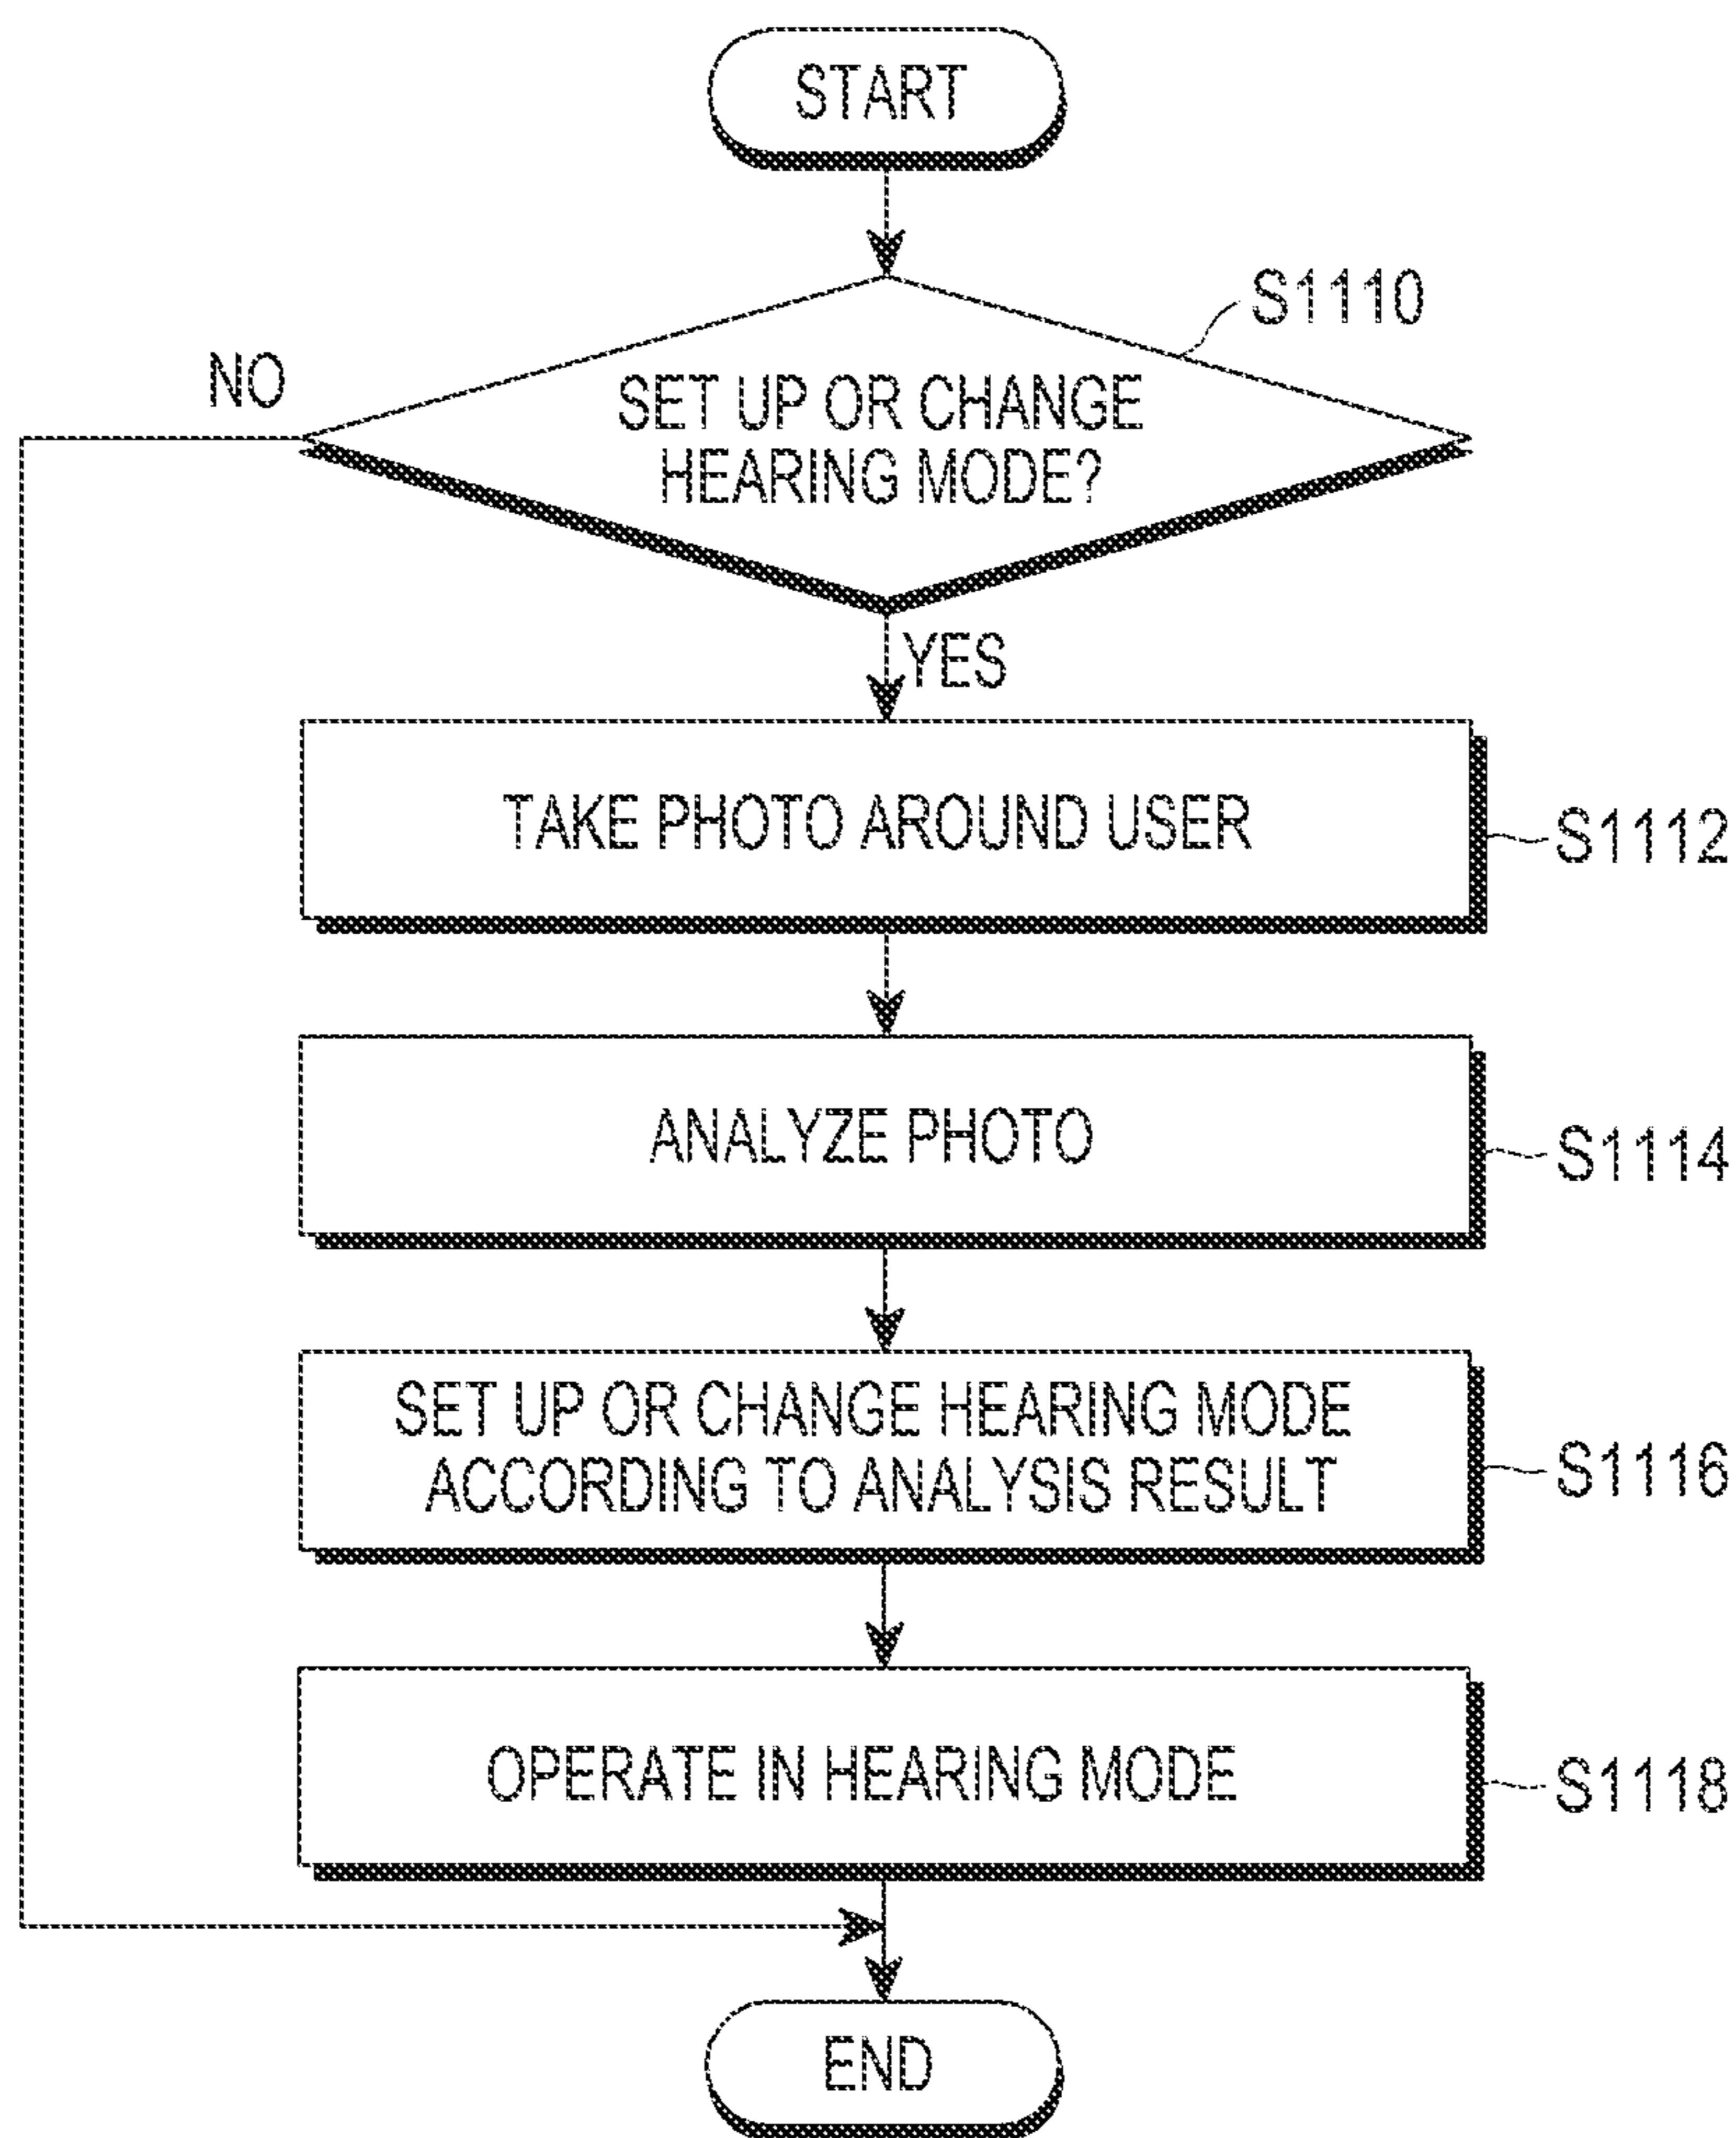 START
S1110
NO
SET UP OR CHANGE
HEARING MODE?
YES
TAKE PHOTO AROUND USER
S1112
ANALYZE PHOTO
S1114
SET UP OR CHANGE HEARING MODE
ACCORDING TO ANALYSIS RESULT
S1116
OPERATE IN HEARING MODE
S1118
END